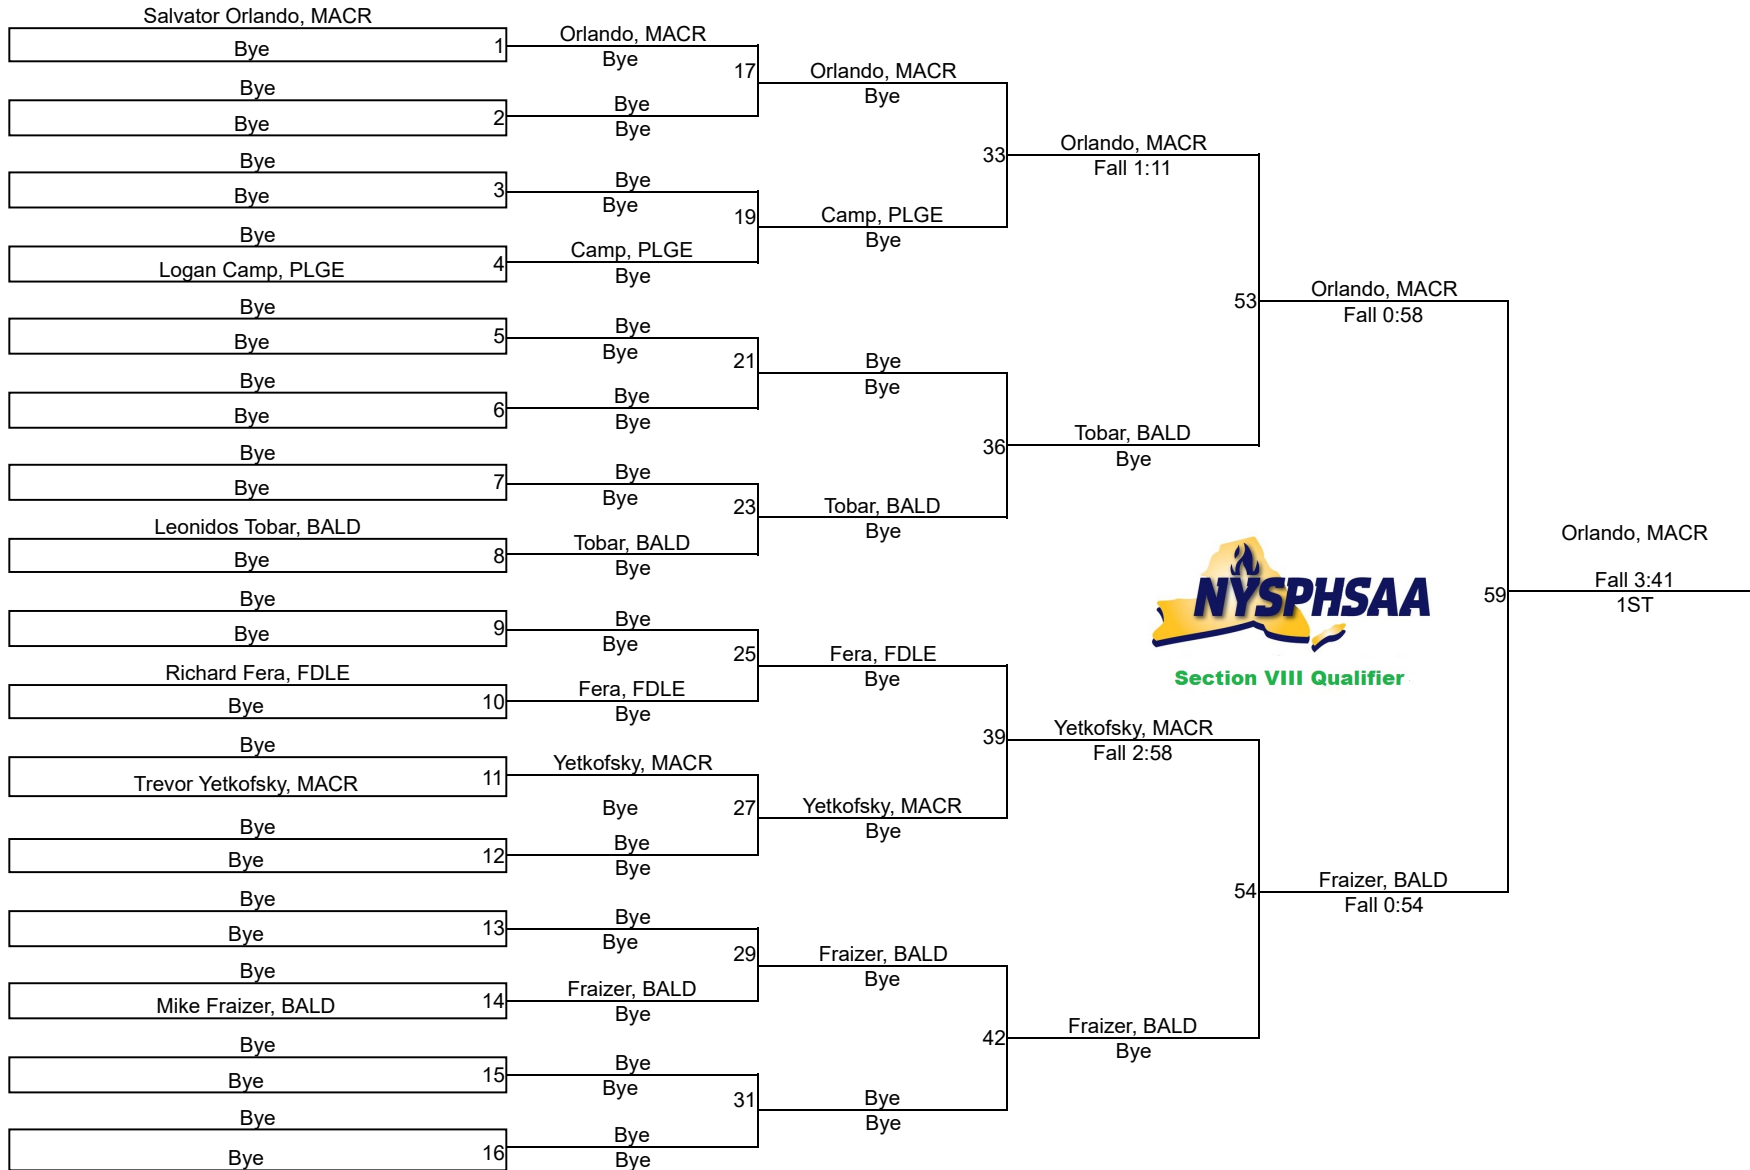 Salvator Orlando, MACR
Bye 1
Bye
Bye 2
Bye
Bye 3
Bye
Logan Camp, PLGE 4
Bye
Bye 5
Bye
Bye 6
Bye
Bye 7
Leonidos Tobar, BALD
Bye 8
Bye
Bye 9
Richard Fera, FDLE
Bye 10
Bye
Trevor Yetkofsky, MACR 11
Bye
Bye 12
Bye
Bye 13
Bye
Mike Fraizer, BALD 14
Bye
Bye 15
Bye
Bye 16
Orlando, MACR
Bye
17
Bye
Bye
Bye
Bye
19
Camp, PLGE
Bye
Bye
Bye
21
Bye
Bye
Bye
Bye
23
Tobar, BALD
Bye
Bye
Bye
25
Fera, FDLE
Bye
Yetkofsky, MACR
Bye 27
Bye
Bye
Bye
Bye
29
Fraizer, BALD
Bye
Bye
Bye
31
Bye
Bye
Orlando, MACR
Bye
33
Camp, PLGE
Bye
Bye
Bye
36
Tobar, BALD
Bye
Fera, FDLE
Bye
39
Yetkofsky, MACR
Bye
Fraizer, BALD
Bye
42
Bye
Bye
Orlando, MACR
Fall 1:11
53
Tobar, BALD
Bye
NYSPHSAA
Section VIII Qualifier
Yetkofsky, MACR
Fall 2:58
54
Fraizer, BALD
Bye
Orlando, MACR
Fall 0:58
59
Fraizer, BALD
Fall 0:54
Orlando, MACR
Fall 3:41
1ST